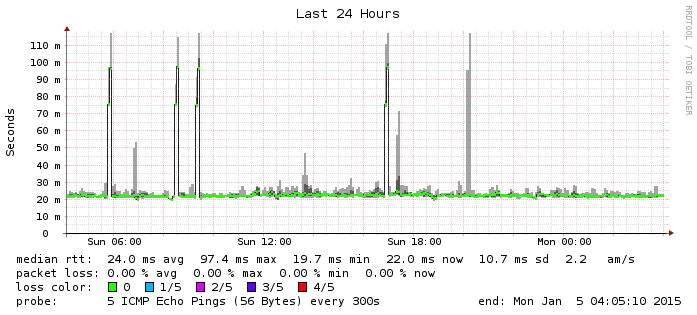 Last 24 Hours
RRDTOOL / TOBI OETIKER
Seconds
110 m
100 m
90 m
80 m
70 m
60 m
50 m
40 m
30 m
20 m
10 m
0
Sun 06:00 Sun 12:00 Sun 18:00 Mon 00:00
median rtt: 24.0 ms avg 97.4 ms max 19.7 ms min 22.0 ms now 10.7 ms sd 2.2 am/s
packet loss: 0.00 % avg 0.00 % max 0.00 % min 0.00 % now
loss color: 0 1/5 2/5 3/5 4/5
probe: 5 ICMP Echo Pings (56 Bytes) every 300s end: Mon Jan 5 04:05:10 2015